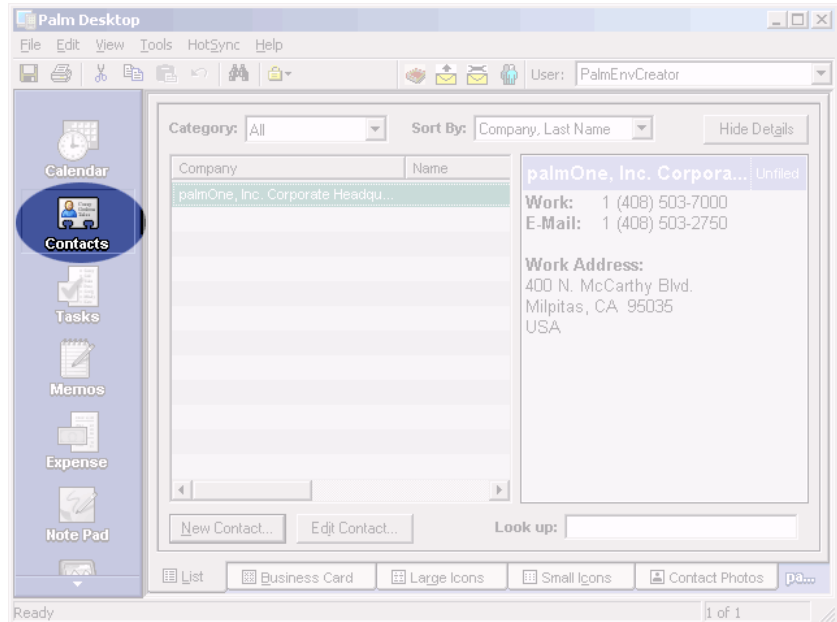 Palm Desktop
File Edit View Tools HotSync Help
User: PalmEnvCreator
Calendar
Contacts
Tasks
Memos
Expense
Note Pad
Category: All Sort By: Company, Last Name Hide Details
Company Name
palmOne, Inc. Corporate Headqu...
palmOne, Inc. Corpora... Unfiled
Work: 1 (408) 503-7000
E-Mail: 1 (408) 503-2750
Work Address:
400 N. McCarthy Blvd.
Milpitas, CA 95035
USA
New Contact... Edit Contact... Look up:
List Business Card Large Icons Small Icons Contact Photos pa...
Ready 1 of 1